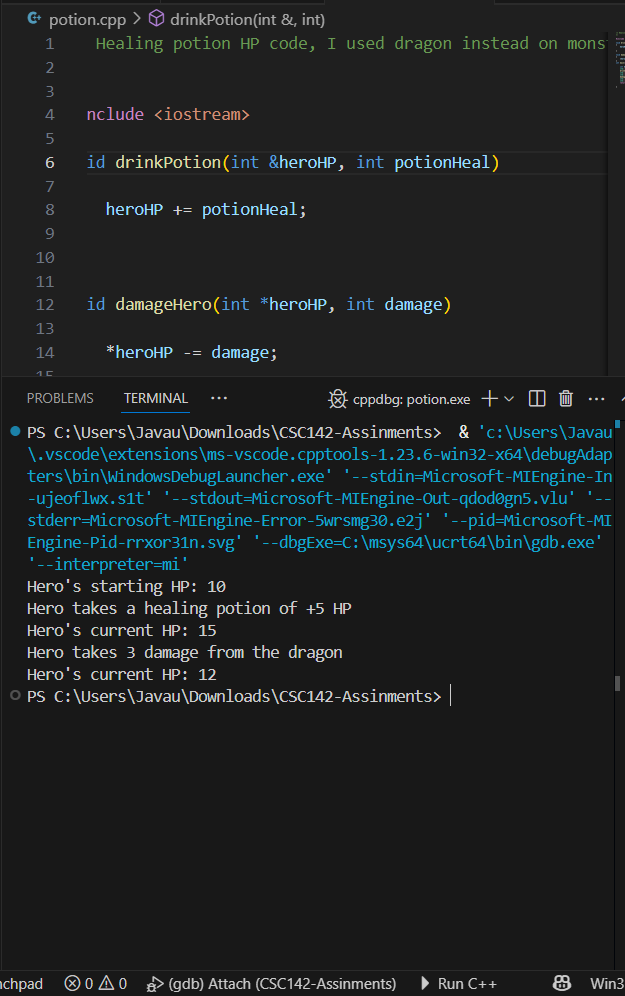 potion.cpp > drinkPotion(int &, int)
1 Healing potion HP code, I used dragon instead on mons
2
3
4 nclude <iostream>
5
6 id drinkPotion(int &heroHP, int potionHeal)
7
8 heroHP += potionHeal;
9
10
11
12 id damageHero(int *heroHP, int damage)
13
14 *heroHP -= damage;
15
PROBLEMS TERMINAL ... cppdbg: potion.exe
PS C:\Users\Javau\Downloads\CSC142-Assinments> & 'c:\Users\Javau
\.vscode\extensions\ms-vscode.cpptools-1.23.6-win32-x64\debugAdap
ters\bin\WindowsDebugLauncher.exe' '--stdin=Microsoft-MIEngine-In
-ujeoflwx.s1t' '--stdout=Microsoft-MIEngine-Out-qdod0gn5.vlu' '--
stderr=Microsoft-MIEngine-Error-5wrsmg30.e2j' '--pid=Microsoft-MI
Engine-Pid-rrxor31n.svg' '--dbgExe=C:\msys64\ucrt64\bin\gdb.exe'
'--interpreter=mi'
Hero's starting HP: 10
Hero takes a healing potion of +5 HP
Hero's current HP: 15
Hero takes 3 damage from the dragon
Hero's current HP: 12
PS C:\Users\Javau\Downloads\CSC142-Assinments>
nchpad 0 0 (gdb) Attach (CSC142-Assinments) Run C++ Win3